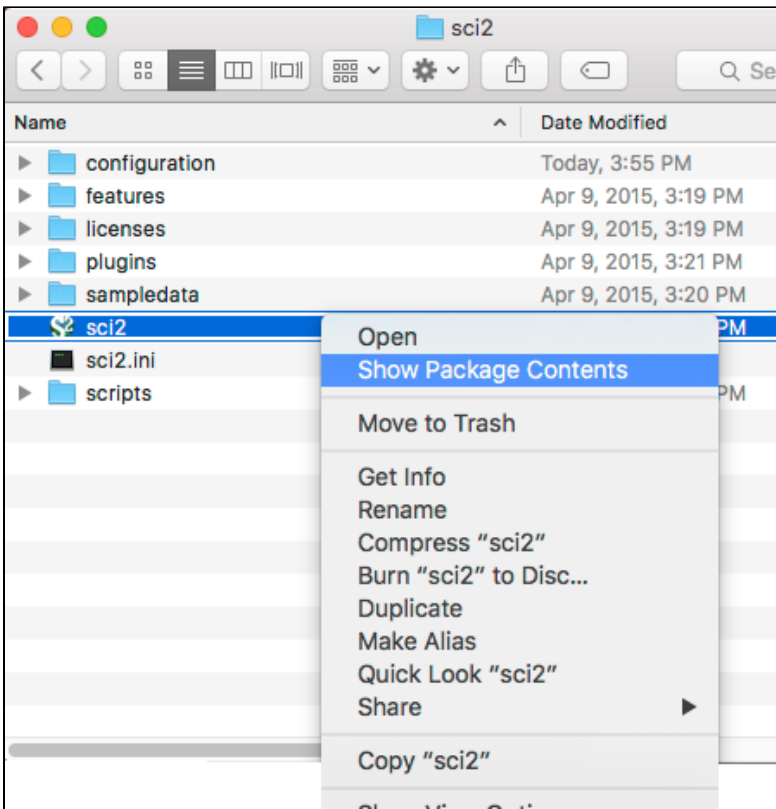 sci2
Se
Name Date Modified
configuration Today, 3:55 PM
features Apr 9, 2015, 3:19 PM
licenses Apr 9, 2015, 3:19 PM
plugins Apr 9, 2015, 3:21 PM
sampledata Apr 9, 2015, 3:20 PM
sci2 PM
sci2.ini
scripts PM
Open
Show Package Contents
Move to Trash
Get Info
Rename
Compress “sci2”
Burn “sci2” to Disc...
Duplicate
Make Alias
Quick Look “sci2”
Share
Copy “sci2”